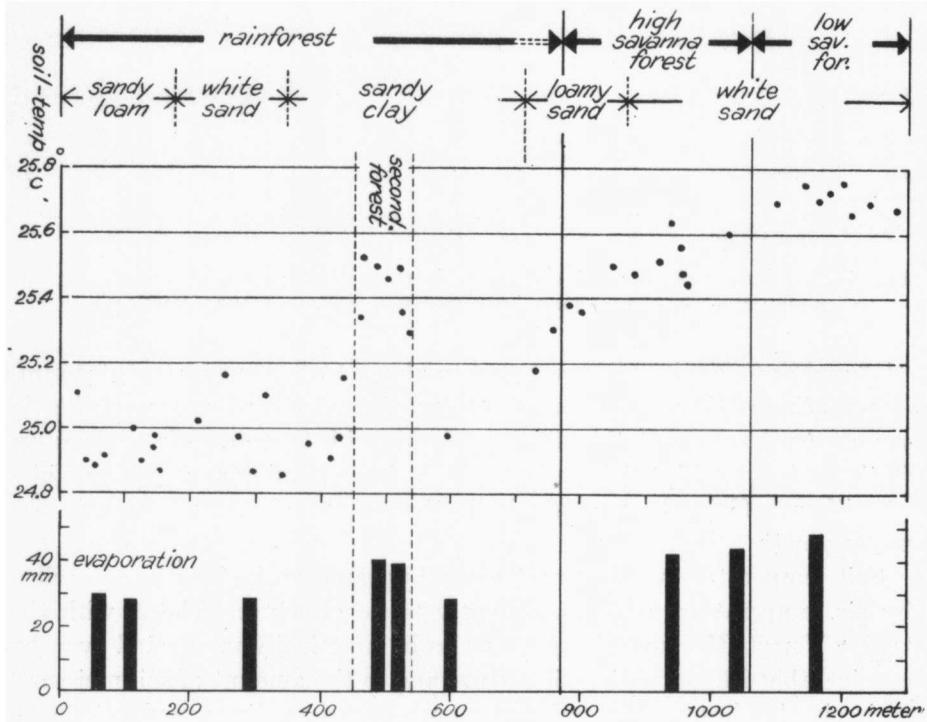 rainforest
high savanna forest
low sav. for.
sandy loam
white sand
sandy clay
loamy sand
white sand
soil-temp °C.
second. forest
25.8
25.6
25.4
25.2
25.0
24.8
evaporation
40
mm
20
0
0 200 400 600 800 1000 1200 meter